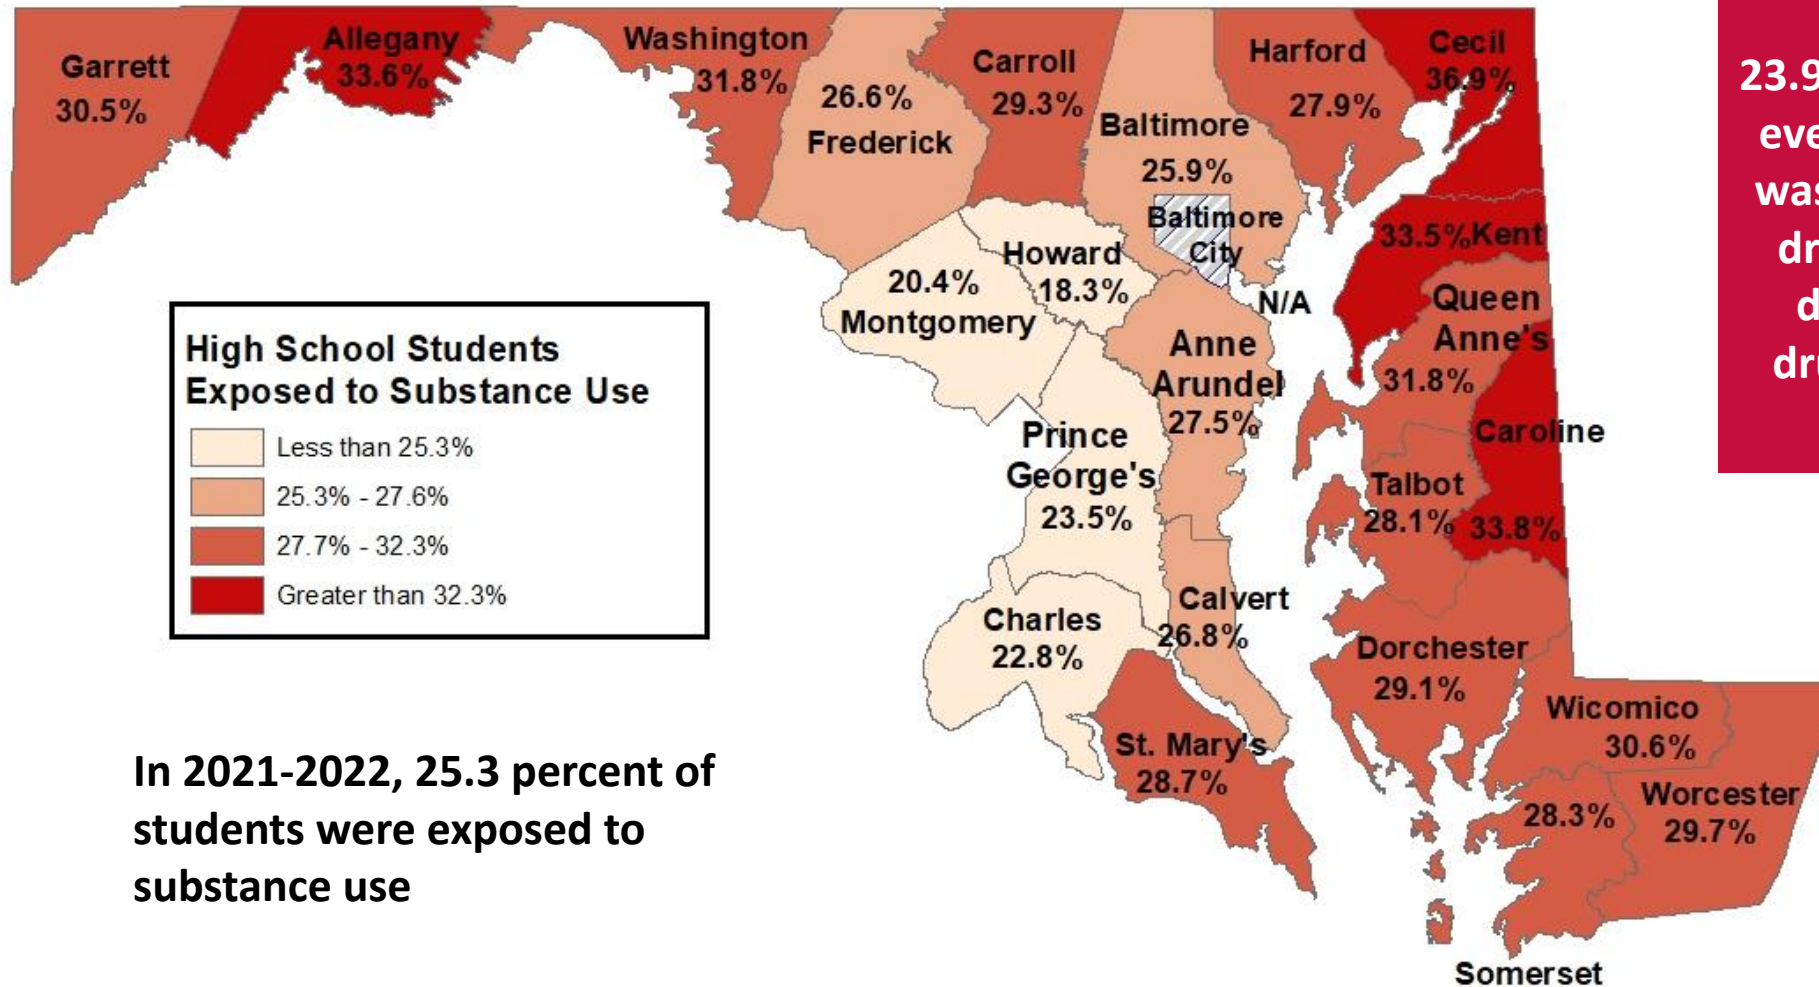 Garrett
30.5%
Allegany
33.6%
Washington
31.8%
26.6%
Frederick
Carroll
29.3%
Baltimore
25.9%
Baltimore
City
N/A
Harford
27.9%
Cecil
36.9%
33.5% Kent
Queen
Anne's
31.8%
Caroline
33.8%
Talbot
28.1%
Howard
18.3%
20.4%
Montgomery
Anne
Arundel
27.5%
Prince
George's
23.5%
Charles
22.8%
Calvert
26.8%
St. Mary's
28.7%
Dorchester
29.1%
Wicomico
30.6%
Worcester
29.7%
28.3%
Somerset
High School Students
Exposed to Substance Use
Less than 25.3%
25.3% - 27.6%
27.7% - 32.3%
Greater than 32.3%
In 2021-2022, 25.3 percent of
students were exposed to
substance use
23.9